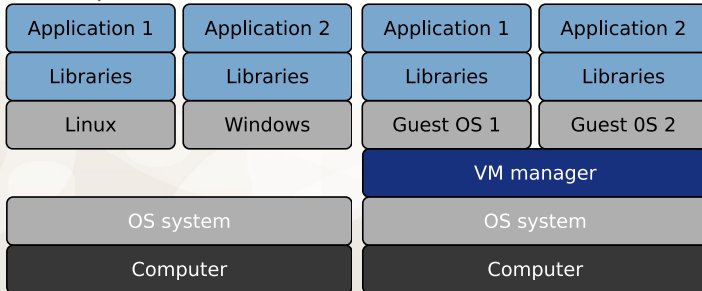 Application 1 Application 2 Application 1 Application 2
Libraries Libraries Libraries Libraries
Linux Windows Guest OS 1 Guest 0S 2
VM manager
OS system OS system
Computer Computer